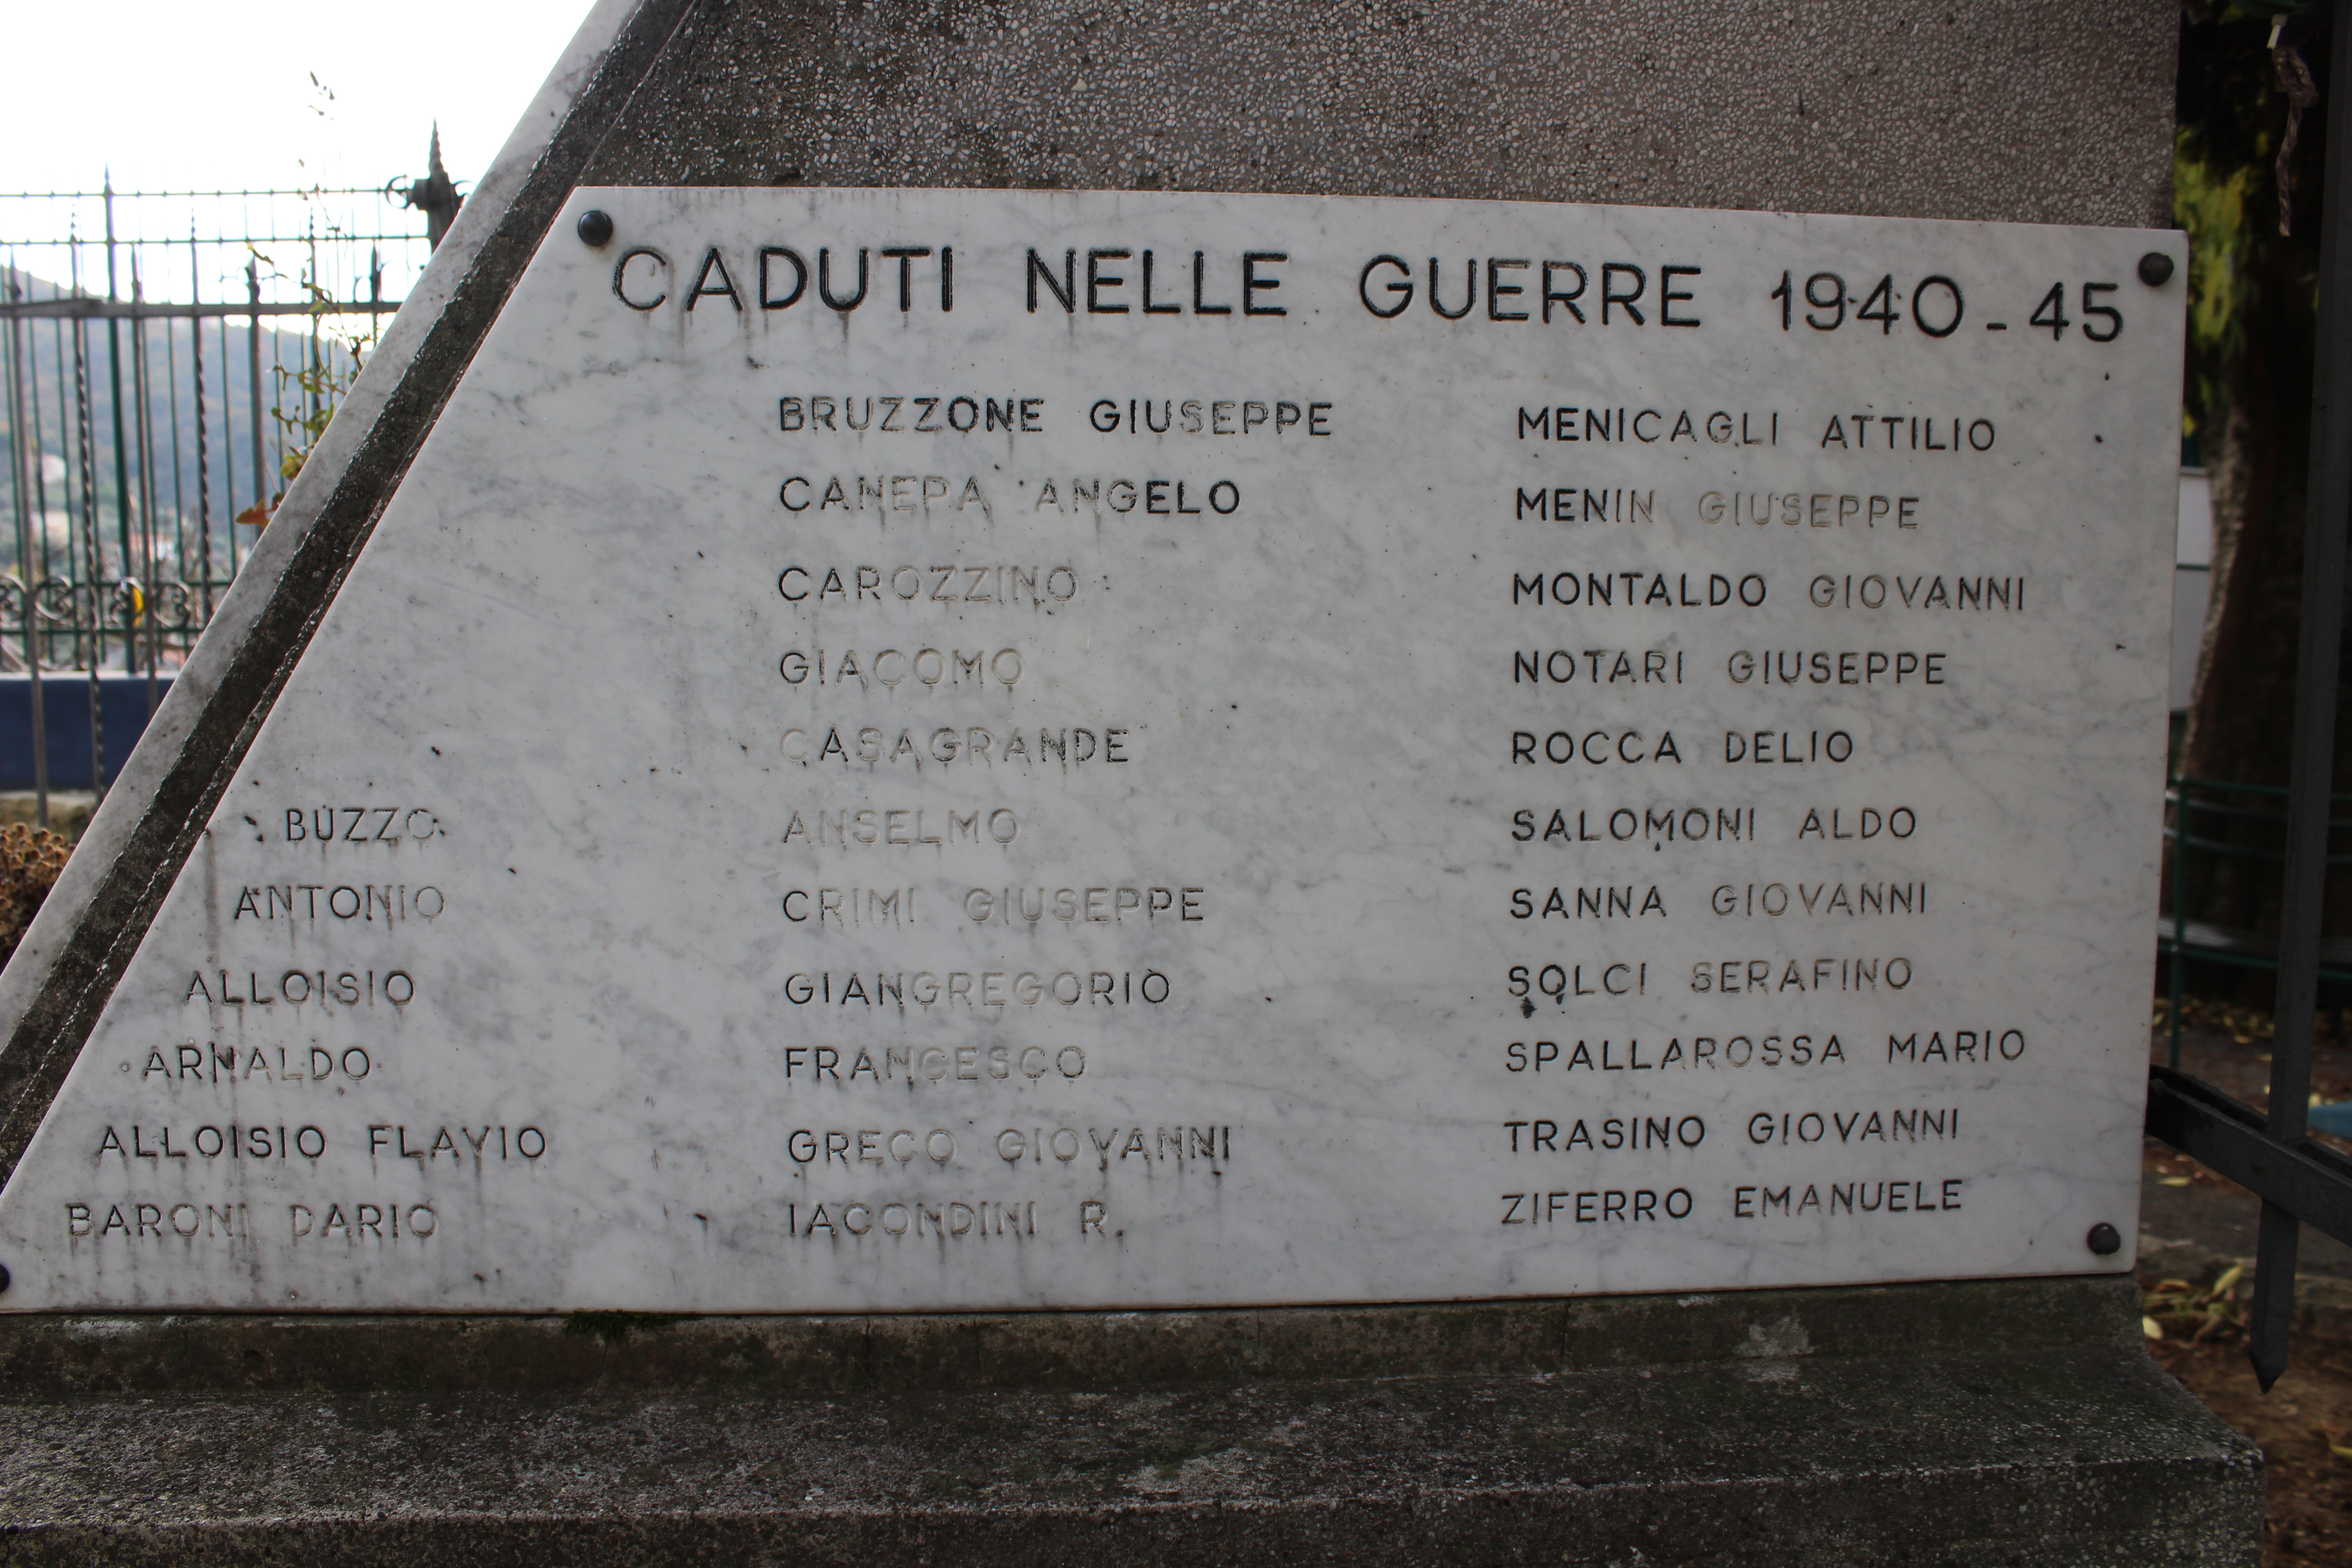 CADUTI NELLE GUERRE 1940-45
BUZZO
ANTONIO
ALLOISIO
ARNALDO
ALLOISIO FLAVIO
BARONI DARIO
BRUZZONE GIUSEPPE
CANEPA ANGELO
CAROZZINO
GIACOMO
CASAGRANDE
ANSELMO
CRIMI GIUSEPPE
GIANGREGORIO
FRANCESCO
GRECO GIOVANNI
IACONDINI R.
MENICAGLI ATTILIO
MENIN GIUSEPPE
MONTALDO GIOVANNI
NOTARI GIUSEPPE
ROCCA DELIO
SALOMONI ALDO
SANNA GIOVANNI
SOLCI SERAFINO
SPALLAROSSA MARIO
TRASINO GIOVANNI
ZIFERRO EMANUELE